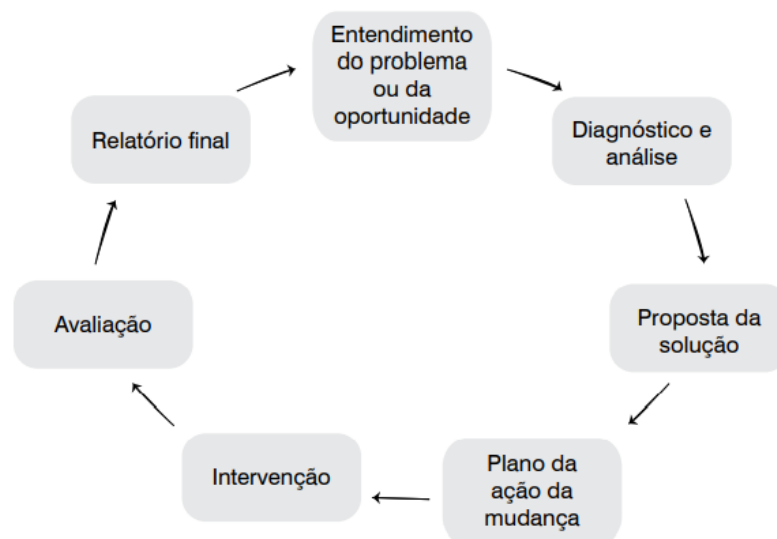 Entendimento
do problema
ou da
oportunidade
Diagnóstico e
análise
Proposta da
solução
Plano da
ação da
mudança
Intervenção
Avaliação
Relatório final